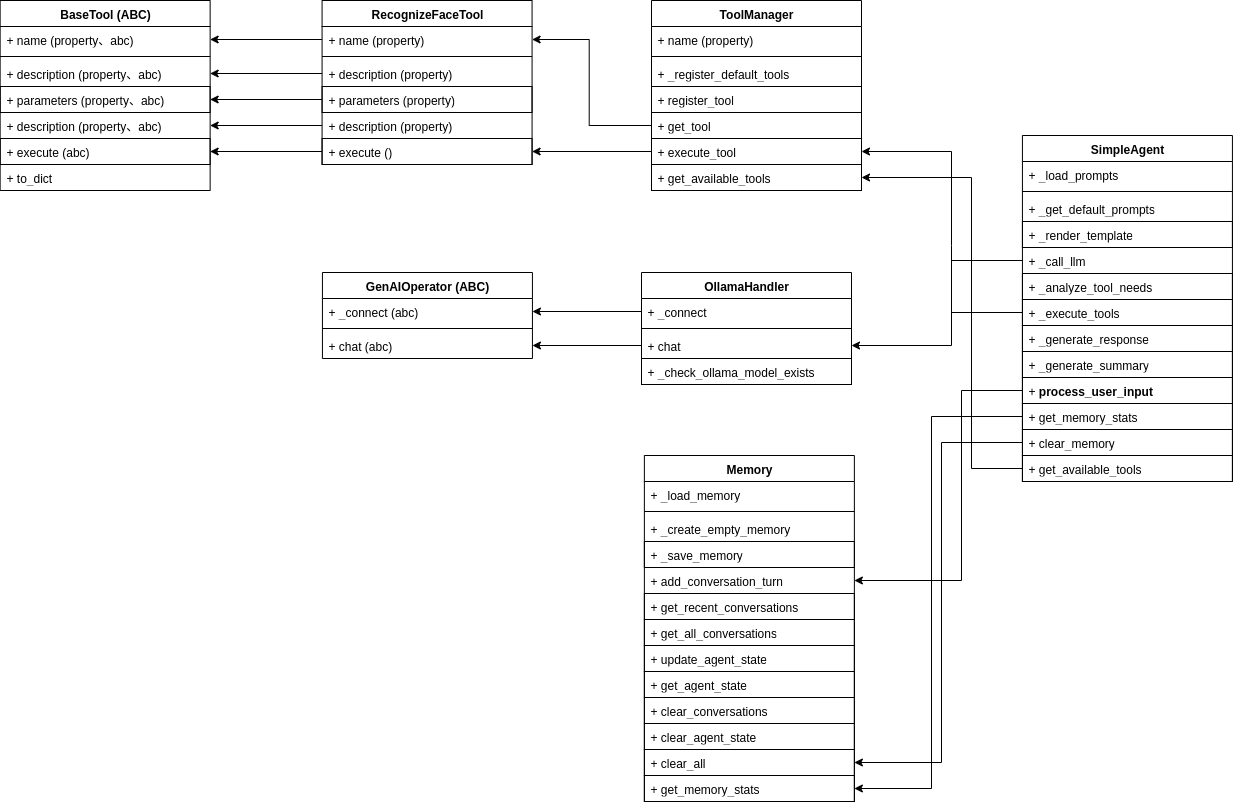 BaseTool (ABC)
+ name (property、abc)
+ description (property、abc)
+ parameters (property、abc)
+ description (property、abc)
+ execute (abc)
+ to_dict
RecognizeFaceTool
+ name (property)
+ description (property)
+ parameters (property)
+ description (property)
+ execute ()
ToolManager
+ name (property)
+ _register_default_tools
+ register_tool
+ get_tool
+ execute_tool
+ get_available_tools
SimpleAgent
+ _load_prompts
+ _get_default_prompts
+ _render_template
+ _call_llm
+ _analyze_tool_needs
+ _execute_tools
+ _generate_response
+ _generate_summary
+ process_user_input
+ get_memory_stats
+ clear_memory
+ get_available_tools
GenAIOperator (ABC)
+ _connect (abc)
+ chat (abc)
OllamaHandler
+ _connect
+ chat
+ _check_ollama_model_exists
Memory
+ _load_memory
+ _create_empty_memory
+ _save_memory
+ add_conversation_turn
+ get_recent_conversations
+ get_all_conversations
+ update_agent_state
+ get_agent_state
+ clear_conversations
+ clear_agent_state
+ clear_all
+ get_memory_stats